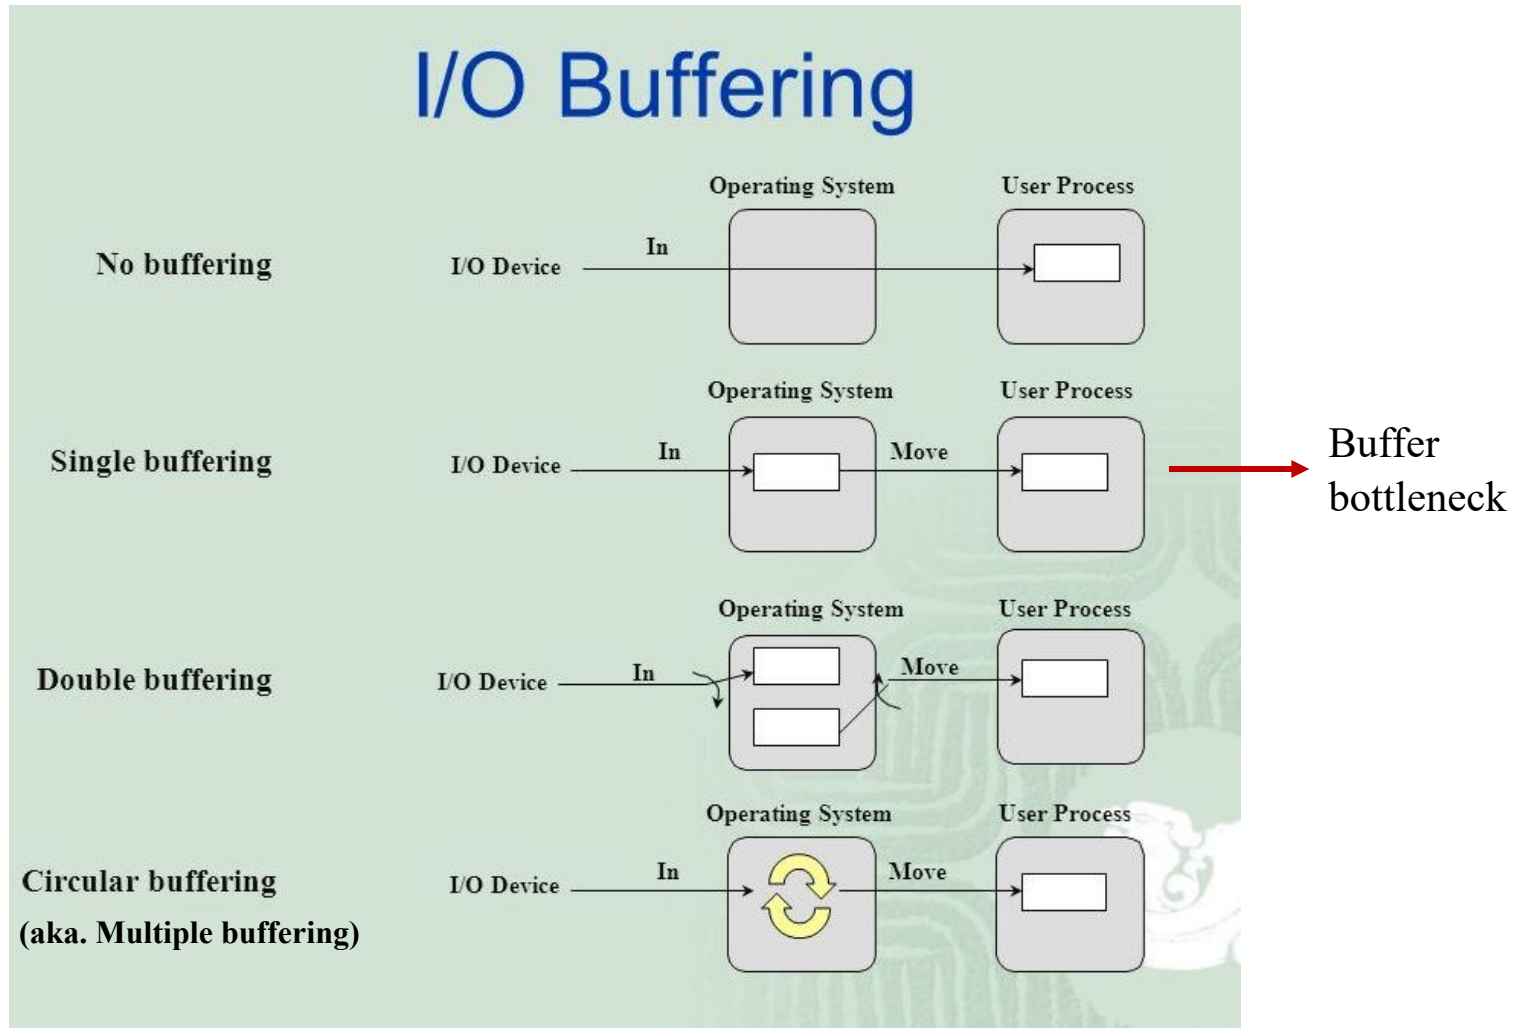 I/O Buffering
Operating System
User Process
No buffering
I/O Device
In
Operating System
User Process
Single buffering
I/O Device
In
Move
Buffer
bottleneck
Operating System
User Process
Double buffering
I/O Device
In
Move
Operating System
User Process
Circular buffering
(aka. Multiple buffering)
I/O Device
In
Move